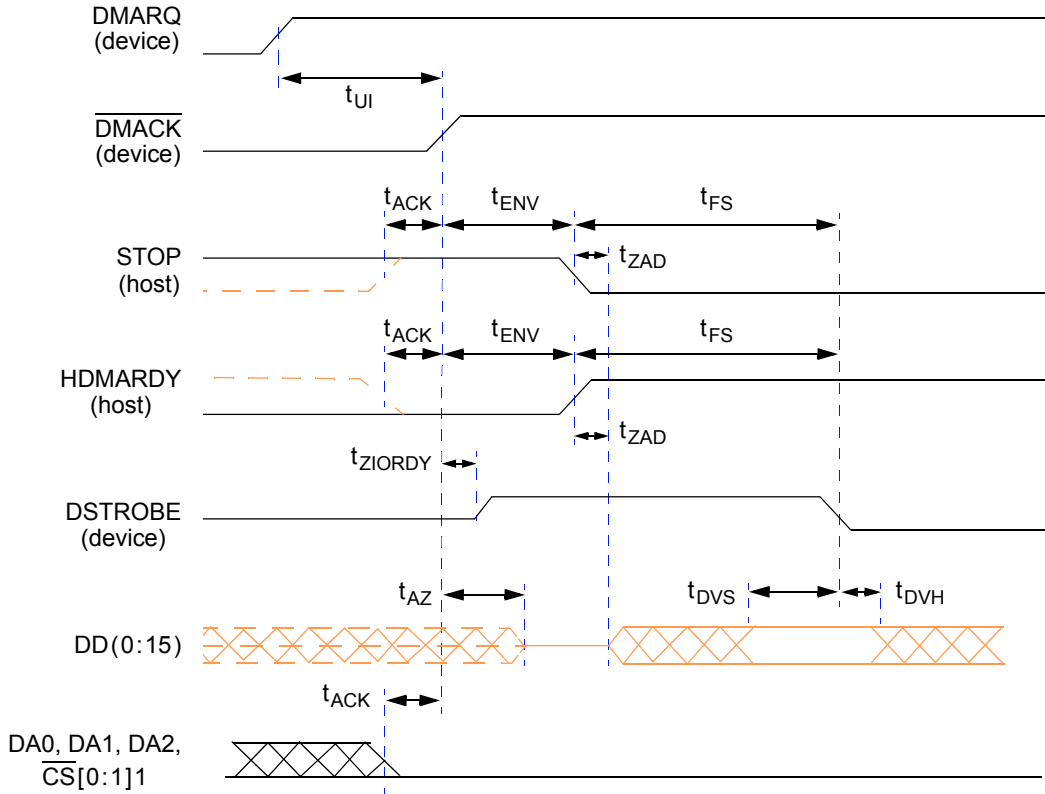 DMARQ
(device)
tUI
DMACK
(device)
tACK tENV tFS
STOP
(host)
tZAD
tACK tENV tFS
HDMARDY
(host)
tZAD
tZIORDY
DSTROBE
(device)
tAZ tDVS tDVH
DD(0:15)
tACK
DA0, DA1, DA2,
CS[0:1]1